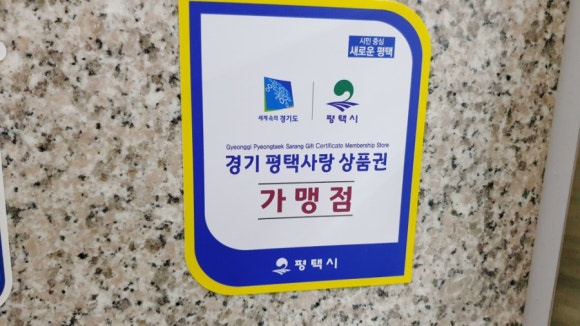 시민 중심
새로운 평택
세계속의 경기도
평택시
Gyeonggi Pyeongtaek Sarang Gift Certificate Membership Store
경기 평택사랑 상품권
가맹점
평택시